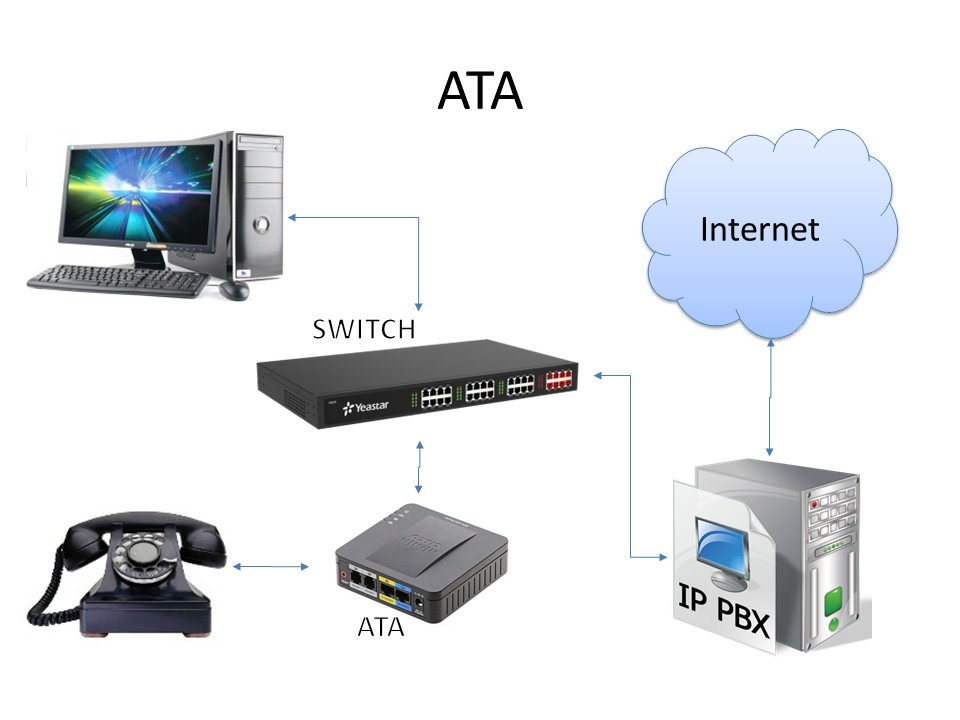 ATA
Internet
SWITCH
Yeastar
ATA
IP PBX